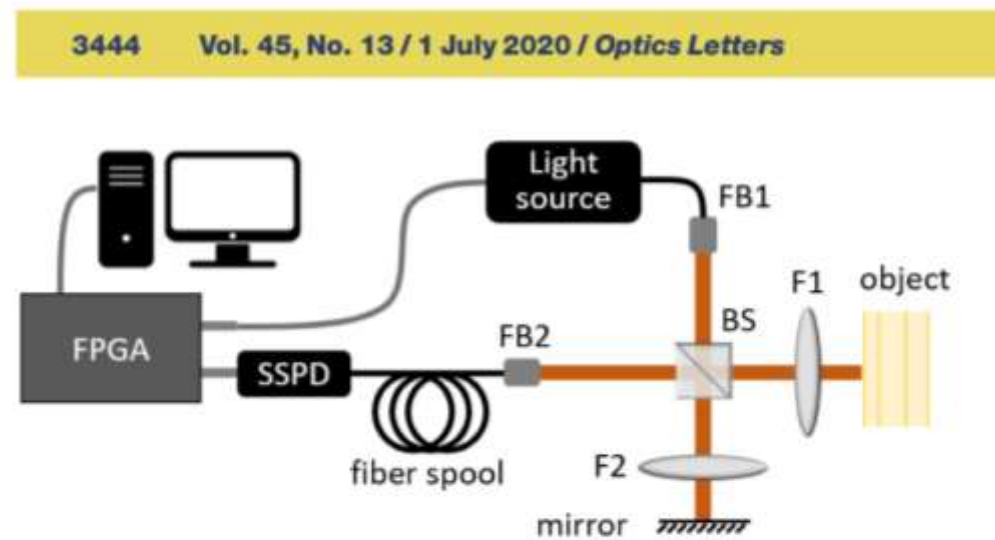 3444 Vol. 45, No. 13 / 1 July 2020 / Optics Letters
Light
source
FB1
F1
object
FPGA
FB2
BS
SSPD
fiber spool
F2
mirror